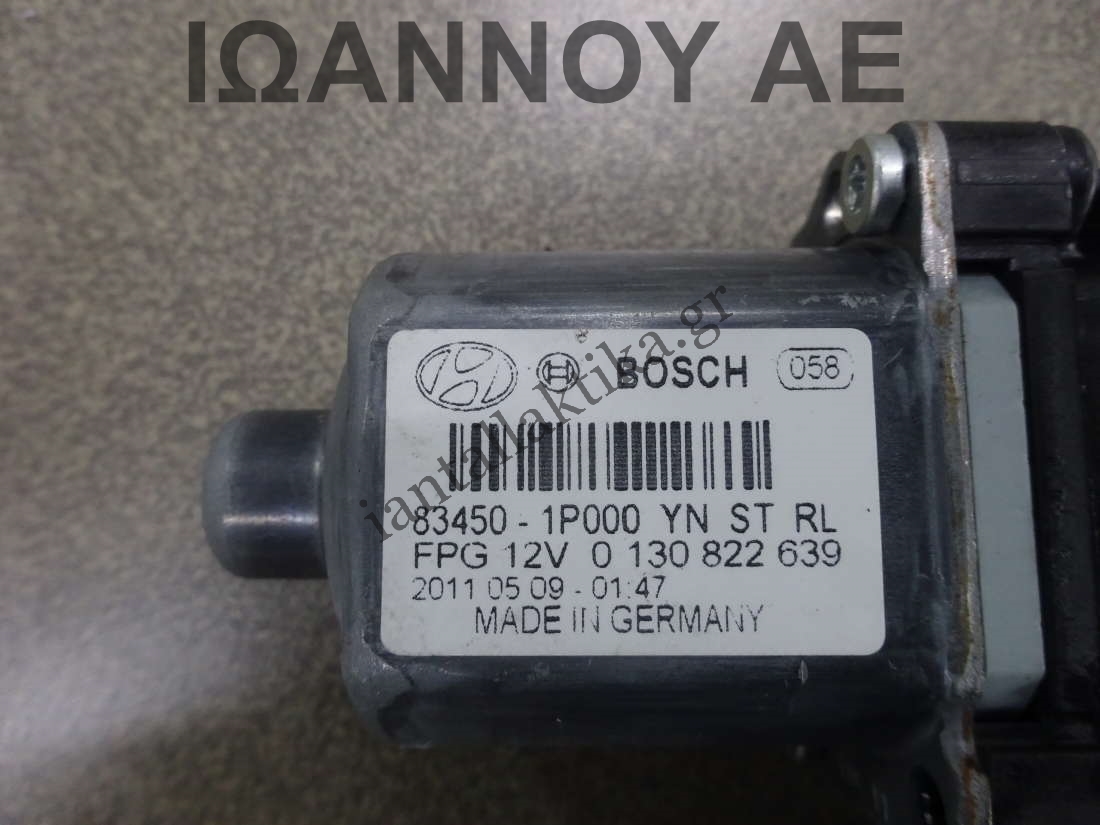 ΙΩΑΝΝΟΥ ΑΕ
BOSCH 058
iantallaktika.gr
83450 - 1P000 YN ST RL
FPG 12V 0 130 822 639
2011 05 09 - 01:47
MADE IN GERMANY